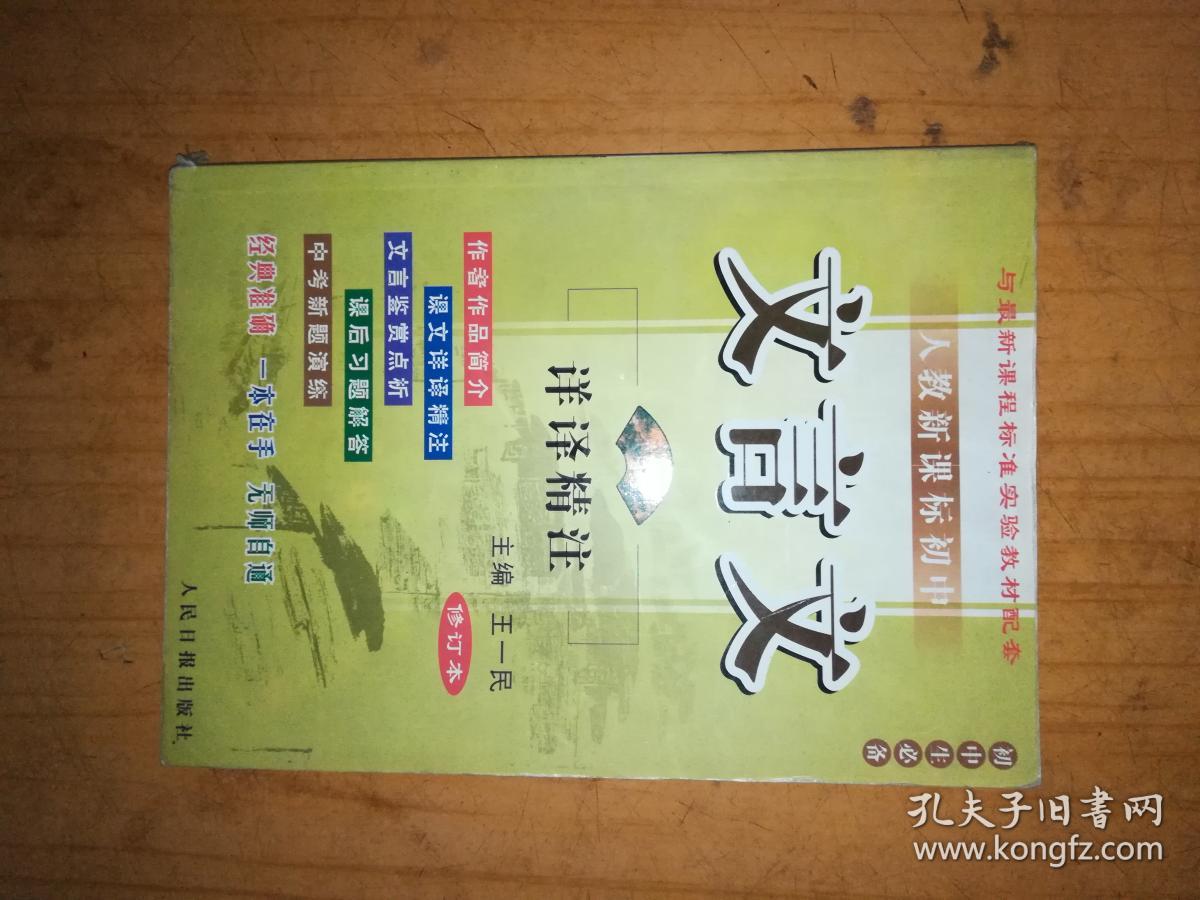 与最新课程标准实验教材配套
人教新课标初中
初中生必备
文言文
详译精注
主编 王一民
修订本
作者作品简介
课文详译精注
文言鉴赏点析
课后习题解答
中考新题演练
经典准确 一本在手 无师自通
人民日报出版社
孔夫子旧书网
www.kongfz.com